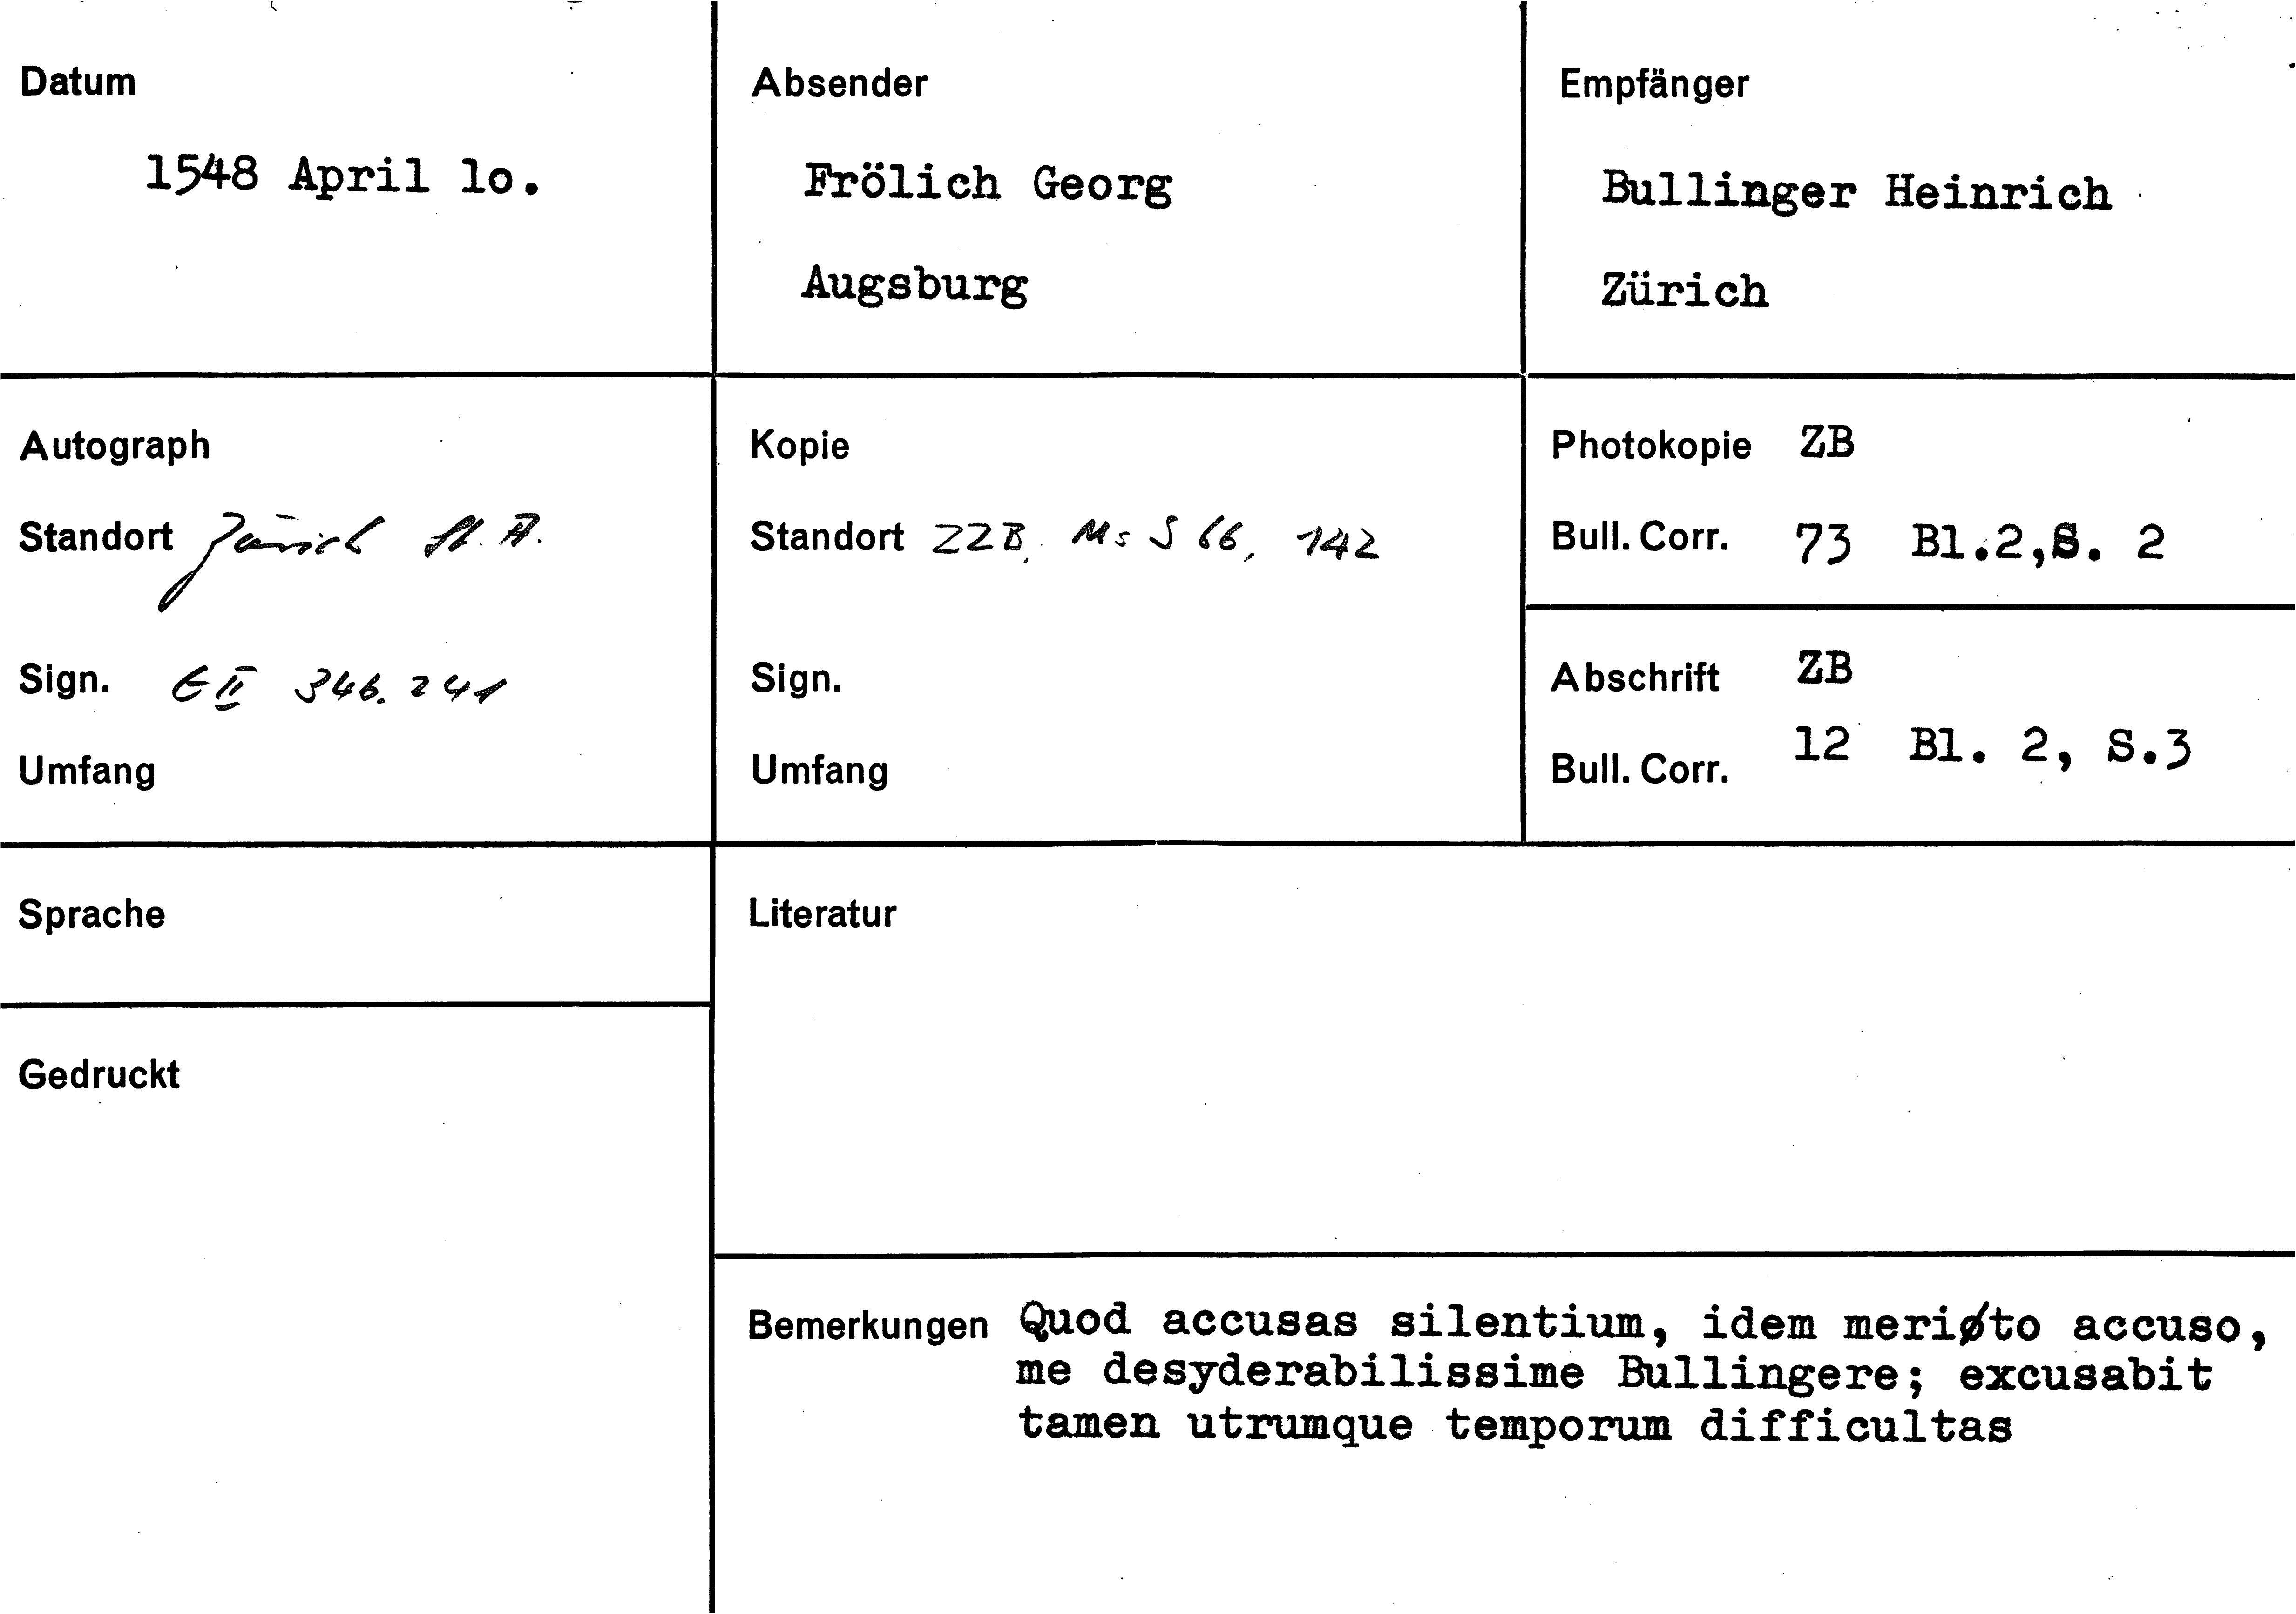 Datum
1548 April lo.
Absender
Frölich Georg
Augsburg
Empfänger
Bullinger Heinrich
Zürich
Autograph
Standort Zürich St. A.
Sign. E II 346. 241
Umfang
Kopie
Standort ZZB, Ms S 66, 142
Sign.
Umfang
Photokopie ZB
Bull. Corr. 73 Bl.2,S. 2
Abschrift ZB
Bull. Corr. 12 Bl. 2, S.3
Sprache
Literatur
Gedruckt
Bemerkungen Quod accusas silentium, idem merito accuso,
me desyderabilissime Bullingere; excusabit
tamen utrumque temporum difficultas